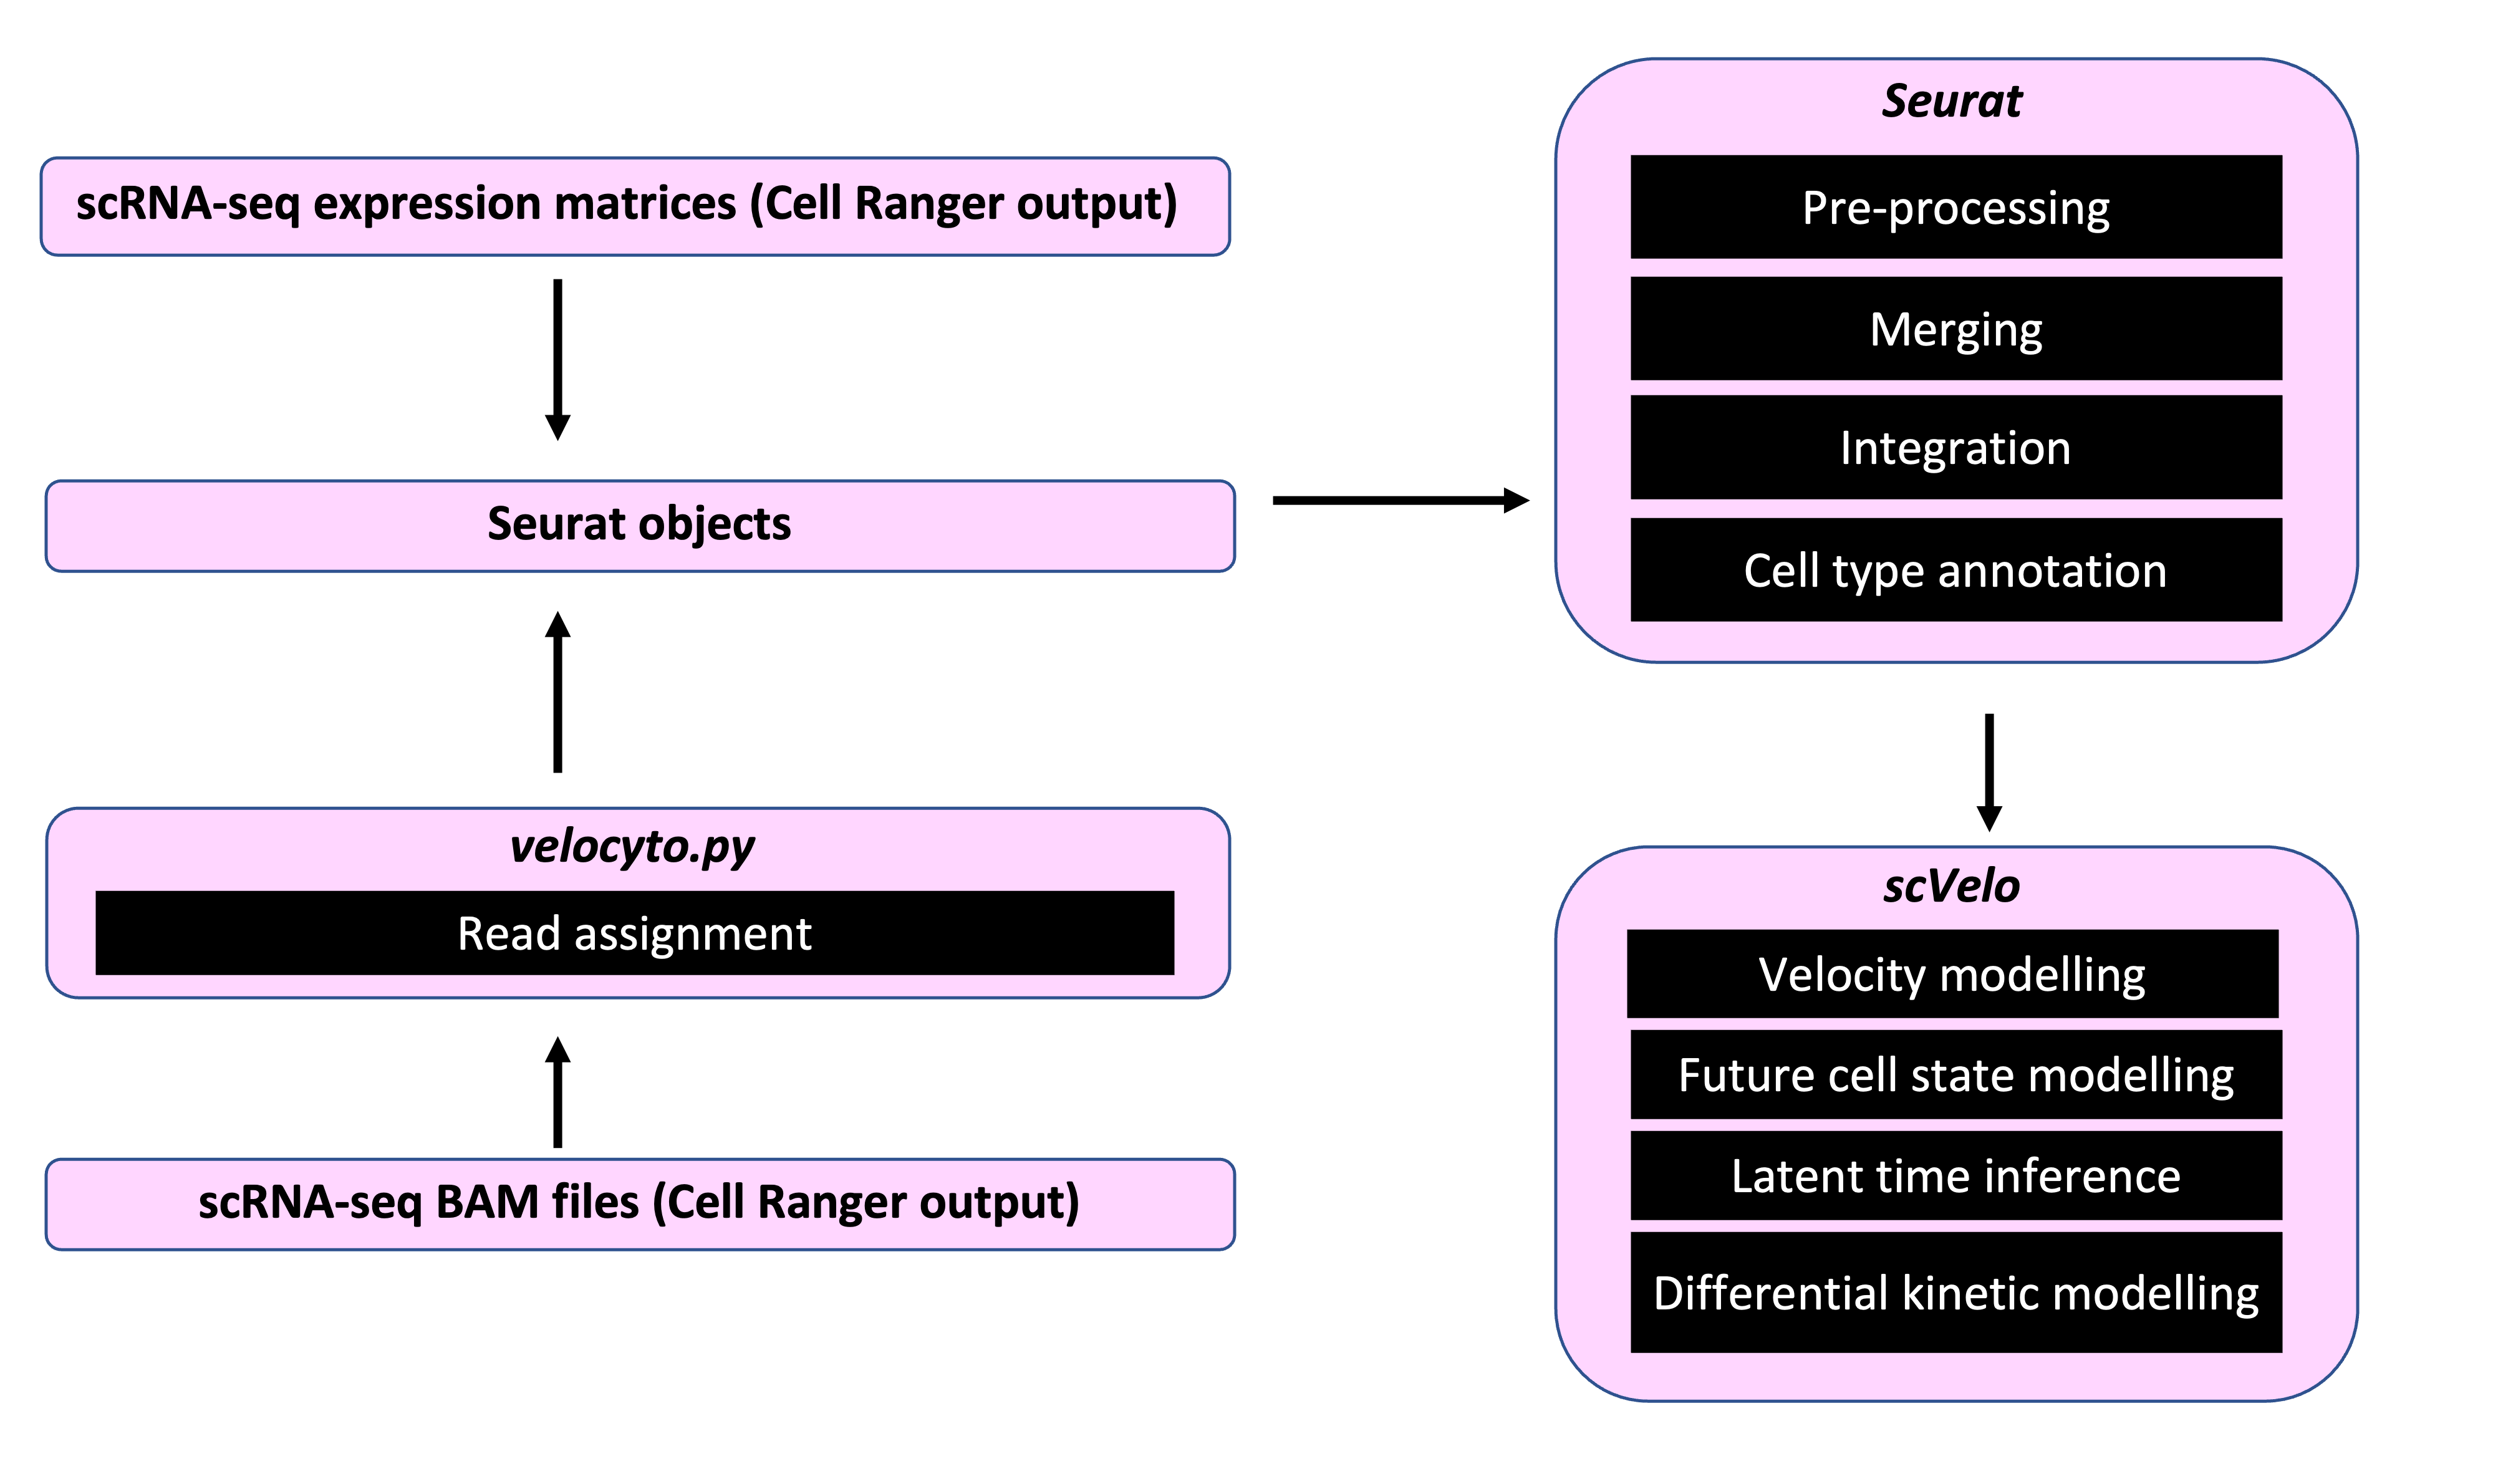 scRNA-seq expression matrices (Cell Ranger output)
Seurat objects
velocyto.py
Read assignment
scRNA-seq BAM files (Cell Ranger output)
Seurat
Pre-processing
Merging
Integration
Cell type annotation
scVelo
Velocity modelling
Future cell state modelling
Latent time inference
Differential kinetic modelling